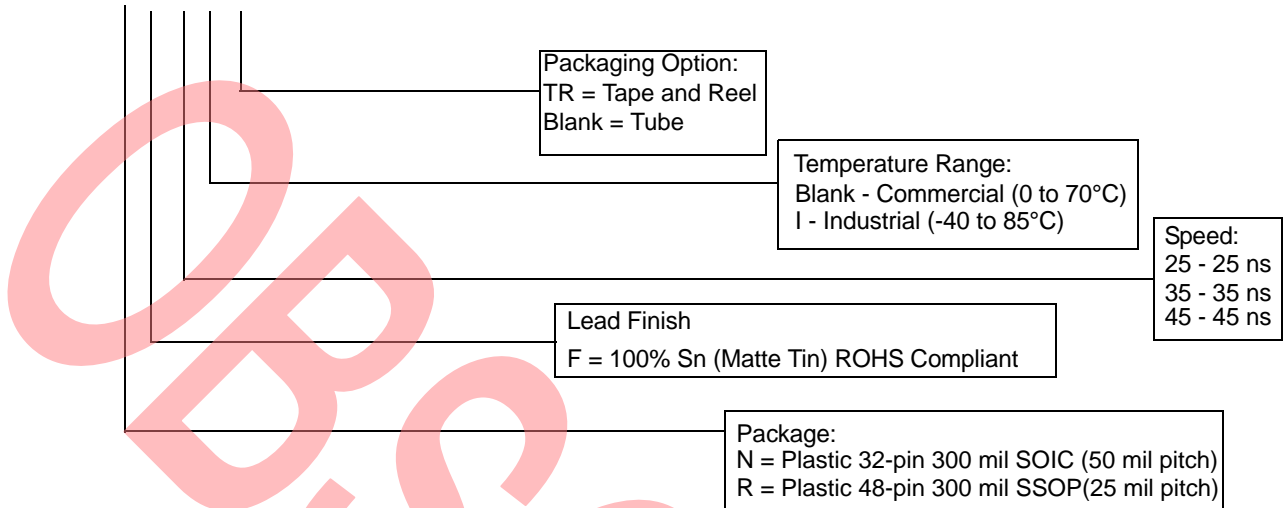 Packaging Option:
TR = Tape and Reel
Blank = Tube
Temperature Range:
Blank - Commercial (0 to 70°C)
I - Industrial (-40 to 85°C)
Speed:
25 - 25 ns
35 - 35 ns
45 - 45 ns
Lead Finish
F = 100% Sn (Matte Tin) ROHS Compliant
Package:
N = Plastic 32-pin 300 mil SOIC (50 mil pitch)
R = Plastic 48-pin 300 mil SSOP(25 mil pitch)